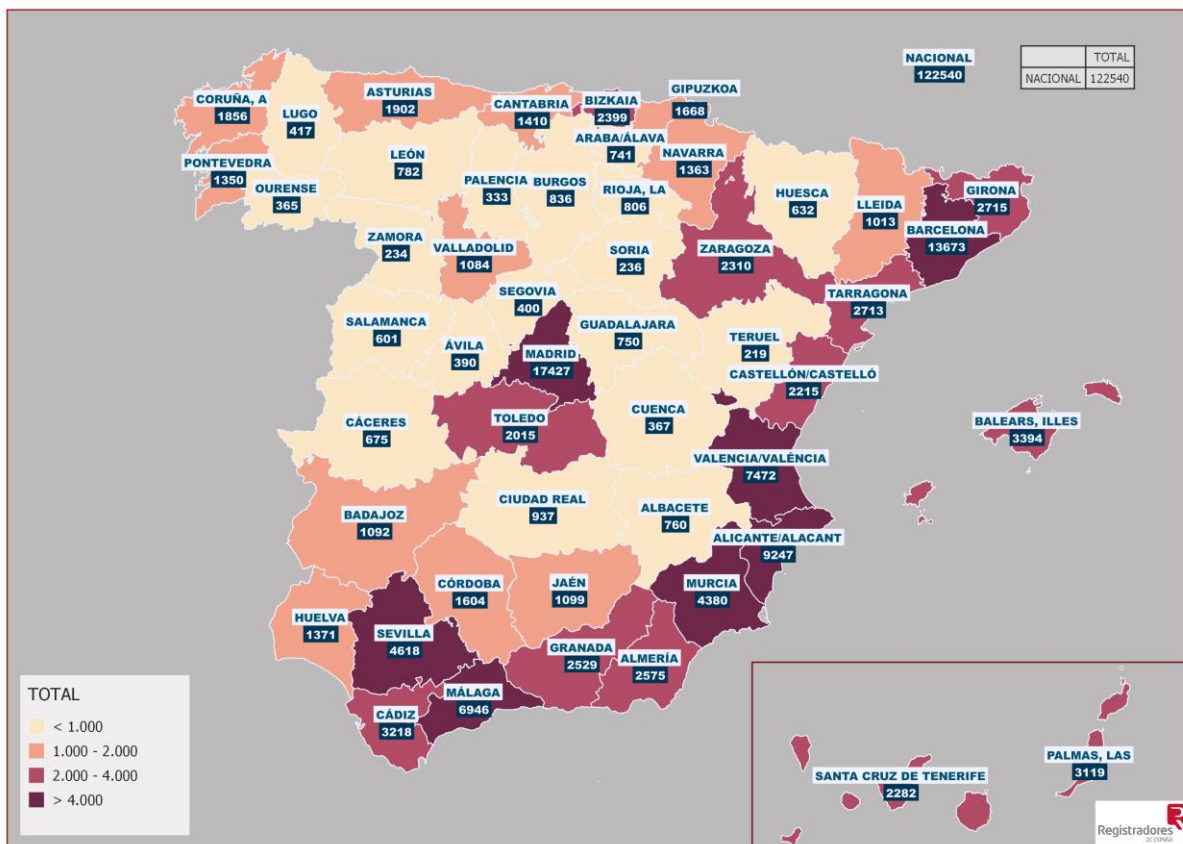 NACIONAL
122540
TOTAL
NACIONAL 122540
CORUÑA, A
1856
LUGO
417
ASTURIAS
1902
CANTABRIA
1410
BIZKAIA
2399
GIPUZKOA
1668
ARABA/ÁLAVA
741
NAVARRA
1363
PONTEVEDRA
1350
OURENSE
365
LEÓN
782
PALENCIA
333
BURGOS
836
RIOJA, LA
806
HUESCA
632
LLEIDA
1013
GIRONA
2715
BARCELONA
13673
ZAMORA
234
VALLADOLID
1084
SORIA
236
ZARAGOZA
2310
TARRAGONA
2713
SEGOVIA
400
SALAMANCA
601
ÁVILA
390
MADRID
17427
GUADALAJARA
750
TERUEL
219
CASTELLÓN/CASTELLÓ
2215
CÁCERES
675
TOLEDO
2015
CUENCA
367
VALENCIA/VALÉNCIA
7472
BALEARS, ILLES
3394
BADAJOZ
1092
CIUDAD REAL
937
ALBACETE
760
ALICANTE/ALACANT
9247
HUELVA
1371
SEVILLA
4618
CÓRDOBA
1604
JAÉN
1099
MURCIA
4380
GRANADA
2529
ALMERÍA
2575
CÁDIZ
3218
MÁLAGA
6946
SANTA CRUZ DE TENERIFE
2282
PALMAS, LAS
3119
TOTAL
< 1.000
1.000 - 2.000
2.000 - 4.000
> 4.000
Registradores
DE ESPAÑA